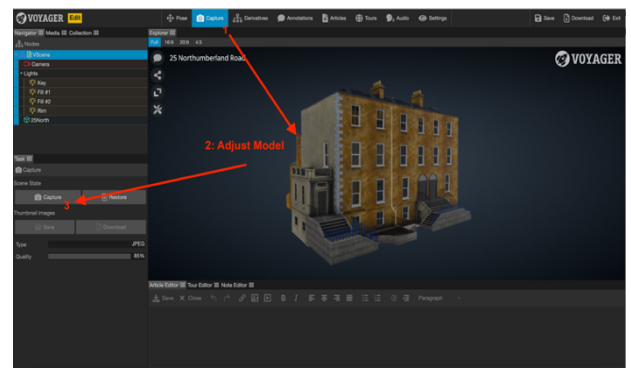 VOYAGER Edit
Pose Capture Derivatives Annotations Articles Tours Audio Settings Save Download Exit
Navigator Media Collection
Explorer
Nodes
Full 16:9 20:9 4:3
VScene
Camera
Lights
Key
Fill #1
Fill #2
Rim
25North
25 Northumberland Road
VOYAGER
1
2: Adjust Model
3
Task
Capture
Scene State
Capture Restore
Thumbnail Images
Save Download
Type JPEG
Quality 85%
Article Editor Tour Editor Note Editor
Save Close B I Paragraph